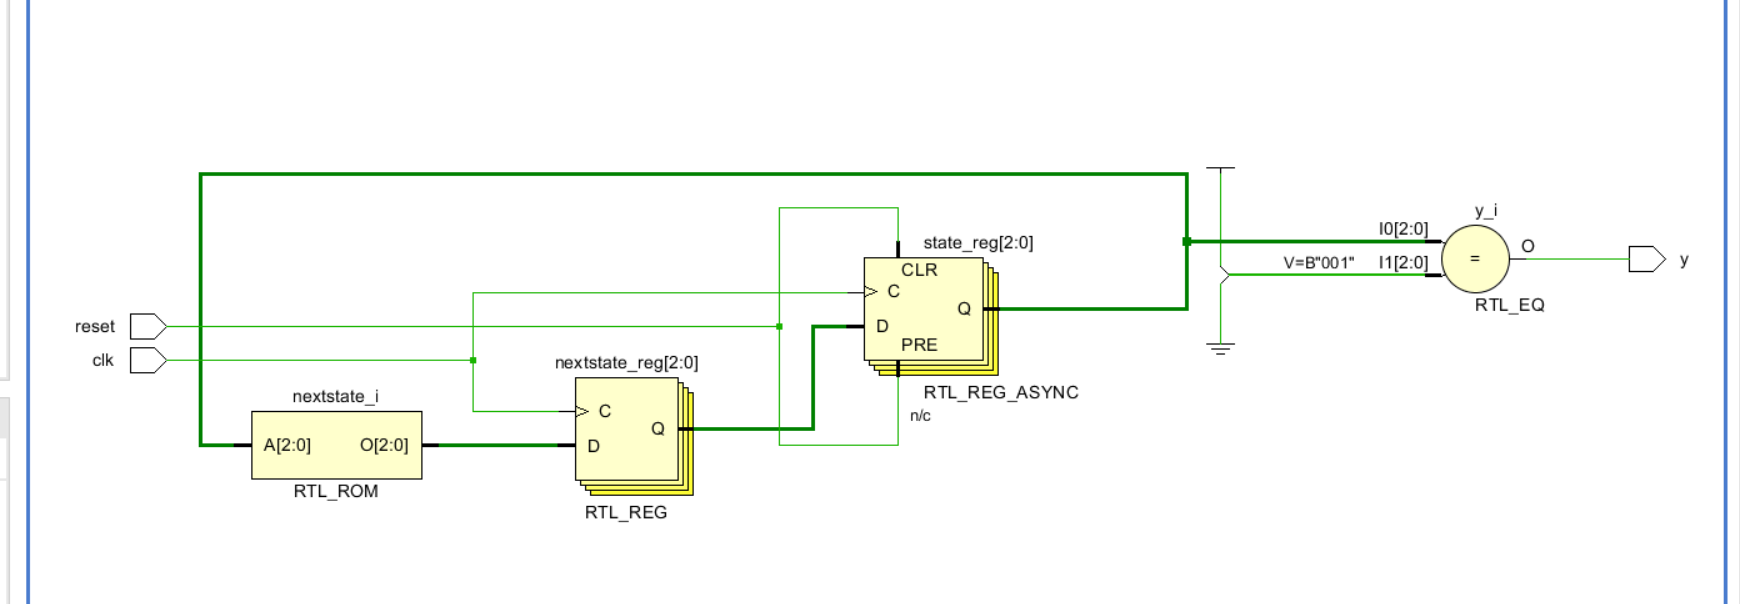 reset
clk
nextstate_i
A[2:0] O[2:0]
RTL_ROM
nextstate_reg[2:0]
C
Q
D
RTL_REG
state_reg[2:0]
CLR
C
Q
D
PRE
RTL_REG_ASYNC
n/c
V=B"001"
I0[2:0]
I1[2:0]
y_i
=
O
RTL_EQ
y